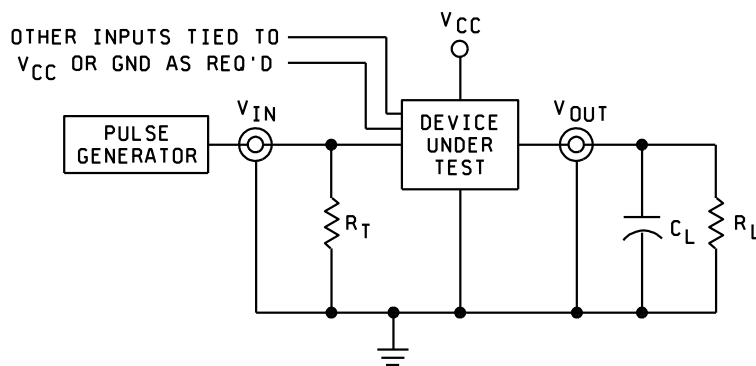 OTHER INPUTS TIED TO
VCC OR GND AS REQ'D
VCC
VIN
VOUT
PULSE
GENERATOR
DEVICE
UNDER
TEST
RT
CL
RL